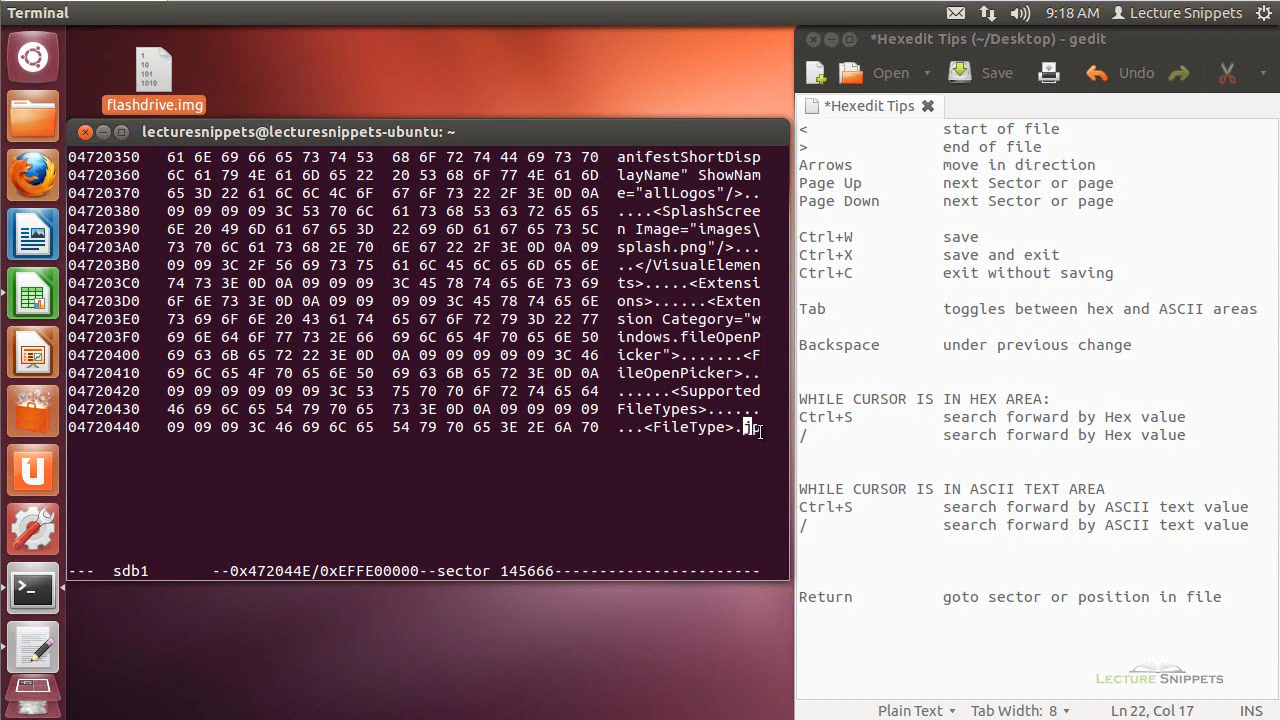 Terminal
9:18 AM Lecture Snippets
1
10
101
1010
flashdrive.img
lecturesnippets@lecturesnippets-ubuntu: ~
04720350 61 6E 69 66 65 73 74 53 68 6F 72 74 44 69 73 70 anifestShortDisp
04720360 6C 61 79 4E 61 6D 65 22 20 53 68 6F 77 4E 61 6D layName" ShowNam
04720370 65 3D 22 61 6C 6C 4C 6F 67 6F 73 22 2F 3E 0D 0A e="allLogos"/>..
04720380 09 09 09 09 3C 53 70 6C 61 73 68 53 63 72 65 65 ....<SplashScree
04720390 6E 20 49 6D 61 67 65 3D 22 69 6D 61 67 65 73 5C n Image="images\
047203A0 73 70 6C 61 73 68 2E 70 6E 67 22 2F 3E 0D 0A 09 splash.png"/>...
047203B0 09 09 3C 2F 56 69 73 75 61 6C 45 6C 65 6D 65 6E ..</VisualElemen
047203C0 74 73 3E 0D 0A 09 09 09 3C 45 78 74 65 6E 73 69 ts>.....<Extensi
047203D0 6F 6E 73 3E 0D 0A 09 09 09 09 3C 45 78 74 65 6E ons>......<Exten
047203E0 73 69 6F 6E 20 43 61 74 65 67 6F 72 79 3D 22 77 sion Category="w
047203F0 69 6E 64 6F 77 73 2E 66 69 6C 65 4F 70 65 6E 50 indows.fileOpenP
04720400 69 63 6B 65 72 22 3E 0D 0A 09 09 09 09 09 3C 46 icker">.......<F
04720410 69 6C 65 4F 70 65 6E 50 69 63 6B 65 72 3E 0D 0A ileOpenPicker>..
04720420 09 09 09 09 09 09 3C 53 75 70 70 6F 72 74 65 64 ......<Supported
04720430 46 69 6C 65 54 79 70 65 73 3E 0D 0A 09 09 09 09 FileTypes>......
04720440 09 09 09 3C 46 69 6C 65 54 79 70 65 3E 2E 6A 70 ...<FileType>.jp
--- sdb1 --0x472044E/0xEFFE00000--sector 145666-----------------------
*Hexedit Tips (~/Desktop) - gedit
Open Save Undo
*Hexedit Tips
< start of file
> end of file
Arrows move in direction
Page Up next Sector or page
Page Down next Sector or page
Ctrl+W save
Ctrl+X save and exit
Ctrl+C exit without saving
Tab toggles between hex and ASCII areas
Backspace under previous change
WHILE CURSOR IS IN HEX AREA:
Ctrl+S search forward by Hex value
/ search forward by Hex value
WHILE CURSOR IS IN ASCII TEXT AREA
Ctrl+S search forward by ASCII text value
/ search forward by ASCII text value
Return goto sector or position in file
LECTURE SNIPPETS
Plain Text Tab Width: 8 Ln 22, Col 17 INS